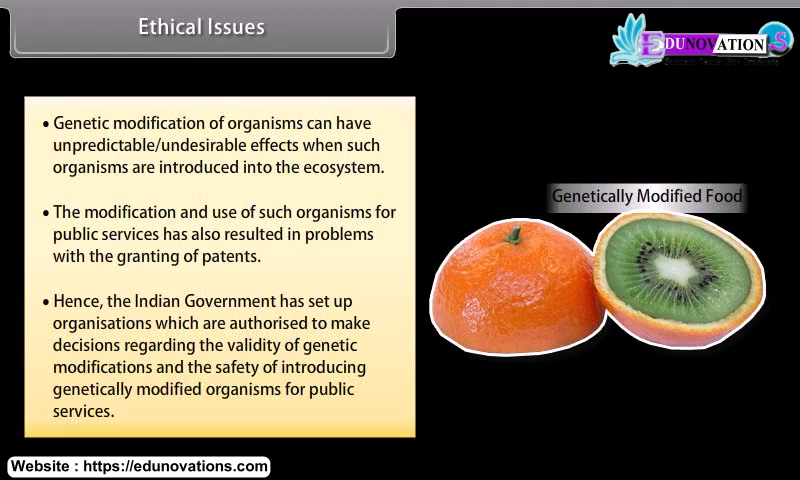 Ethical Issues
EDUNOVATION.S
• Genetic modification of organisms can have
unpredictable/undesirable effects when such
organisms are introduced into the ecosystem.
• The modification and use of such organisms for
public services has also resulted in problems
with the granting of patents.
• Hence, the Indian Government has set up
organisations which are authorised to make
decisions regarding the validity of genetic
modifications and the safety of introducing
genetically modified organisms for public
services.
Genetically Modified Food
Website : https://edunovations.com